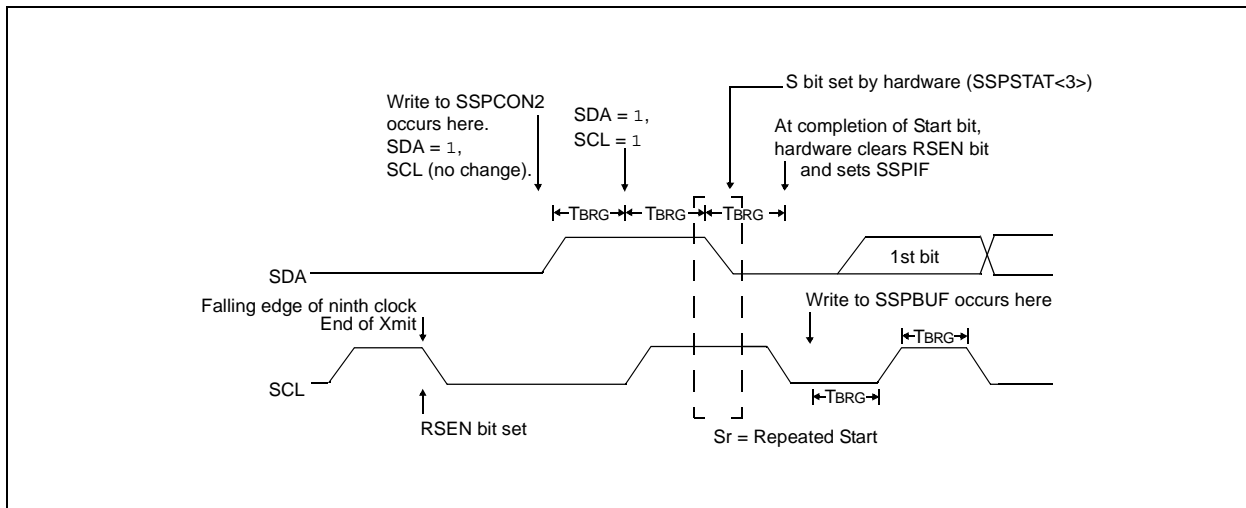 S bit set by hardware (SSPSTAT<3>)
Write to SSPCON2
occurs here.
SDA = 1,
SCL (no change).
SDA = 1,
SCL = 1
At completion of Start bit,
hardware clears RSEN bit
and sets SSPIF
TBRG
TBRG
TBRG
SDA
1st bit
Falling edge of ninth clock
End of Xmit
Write to SSPBUF occurs here
TBRG
SCL
TBRG
RSEN bit set
Sr = Repeated Start